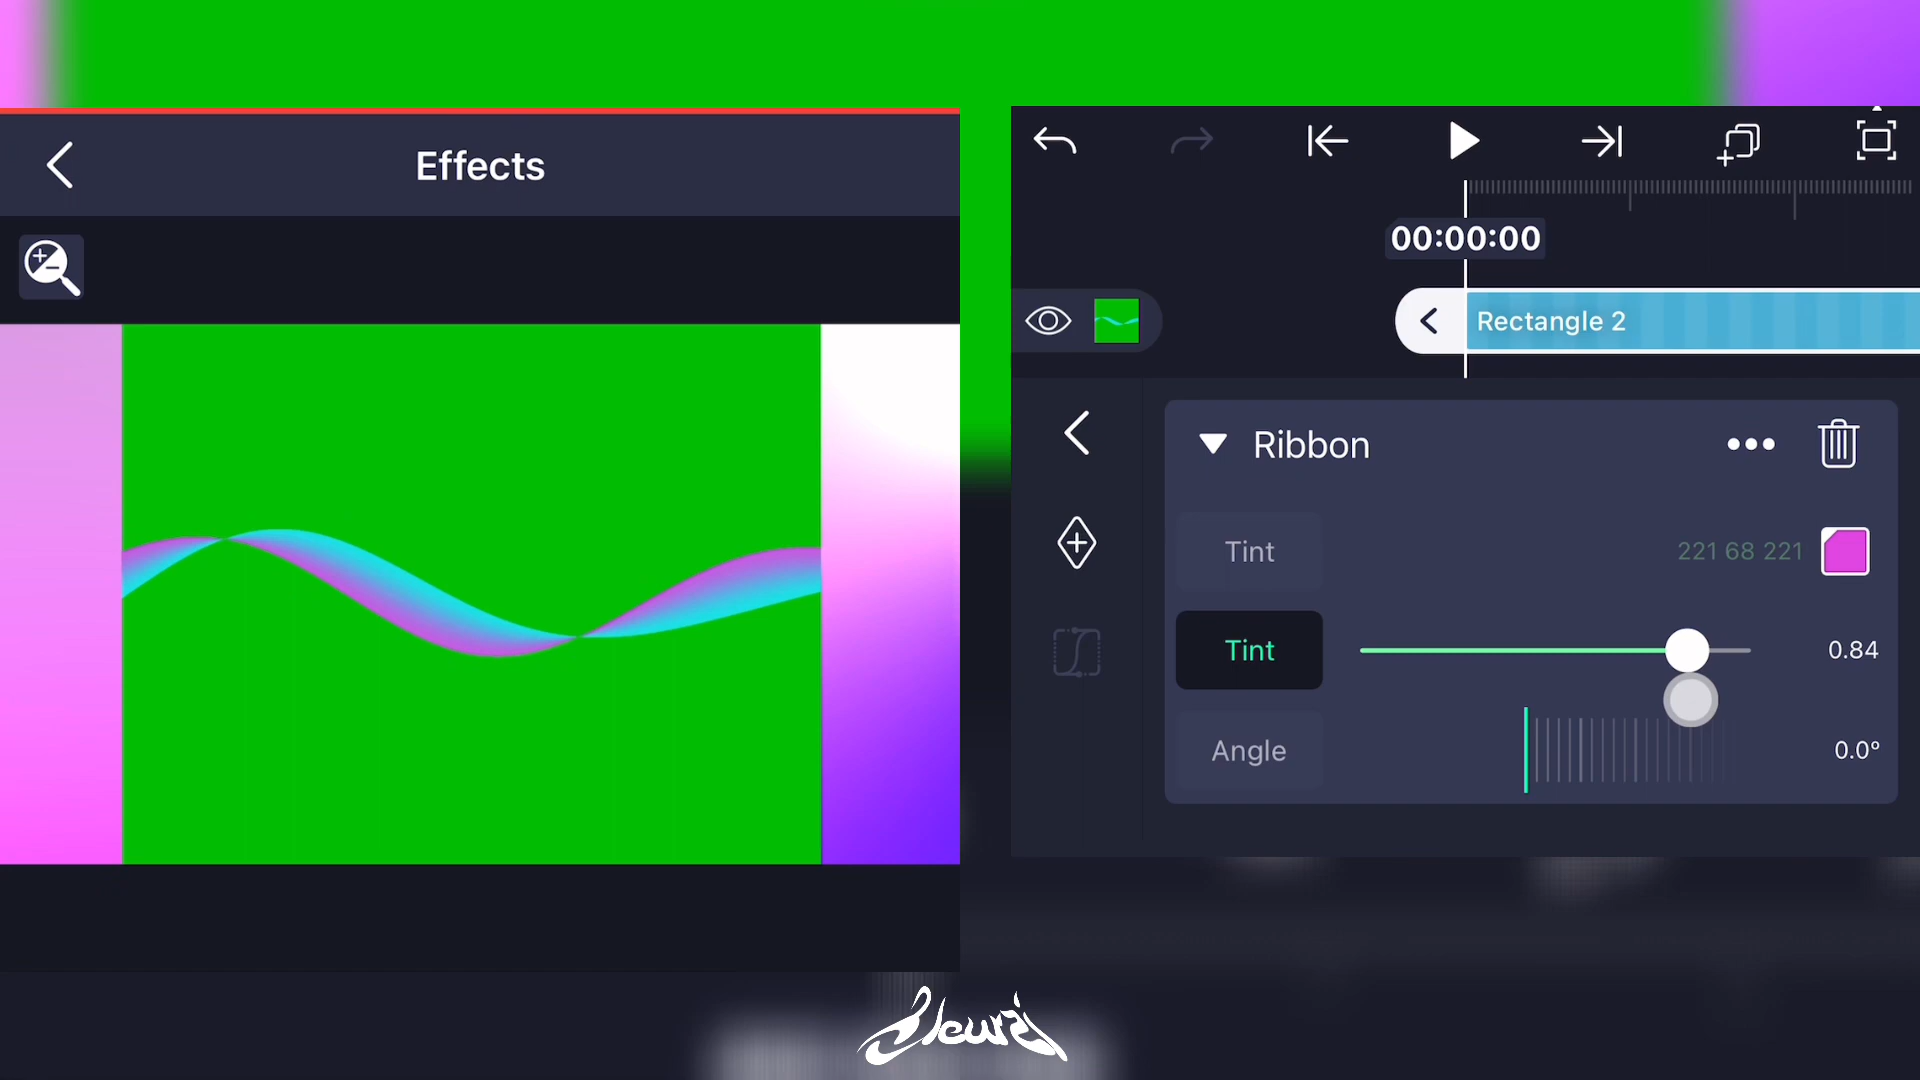 Effects
00:00:00
Rectangle 2
Ribbon
Tint
221 68 221
Tint
0.84
Angle
0.0°